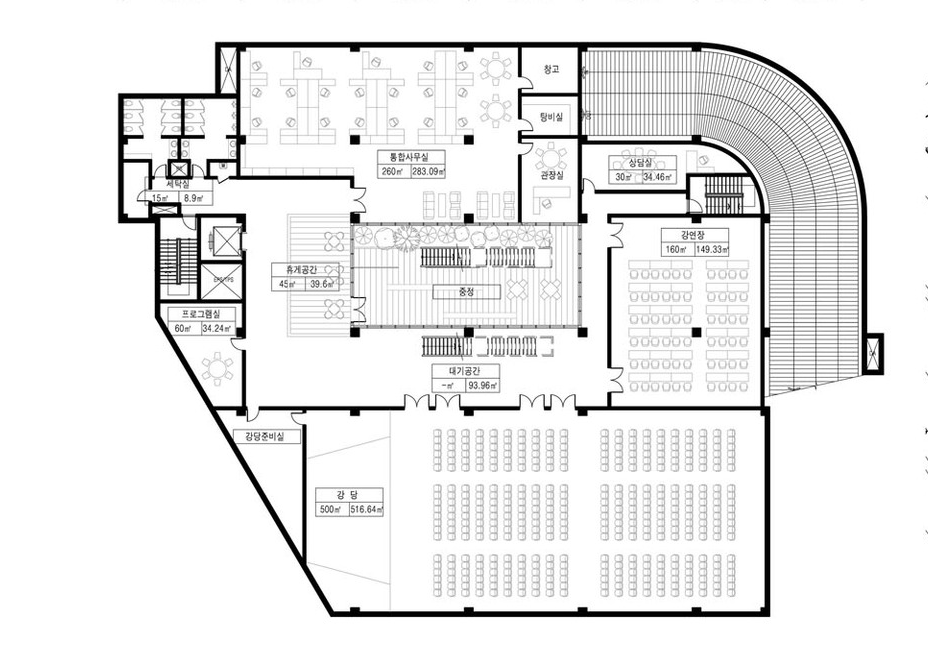 창고
탕비실
통합사무실
260㎡ 283.09㎡
관장실
상담실
30㎡ 34.46㎡
세탁실
15㎡ 8.9㎡
강연장
160㎡ 149.33㎡
휴게공간
45㎡ 39.6㎡
EPS/TPS
중정
프로그램실
60㎡ 34.24㎡
대기공간
-㎡ 93.96㎡
강당준비실
강 당
500㎡ 516.64㎡